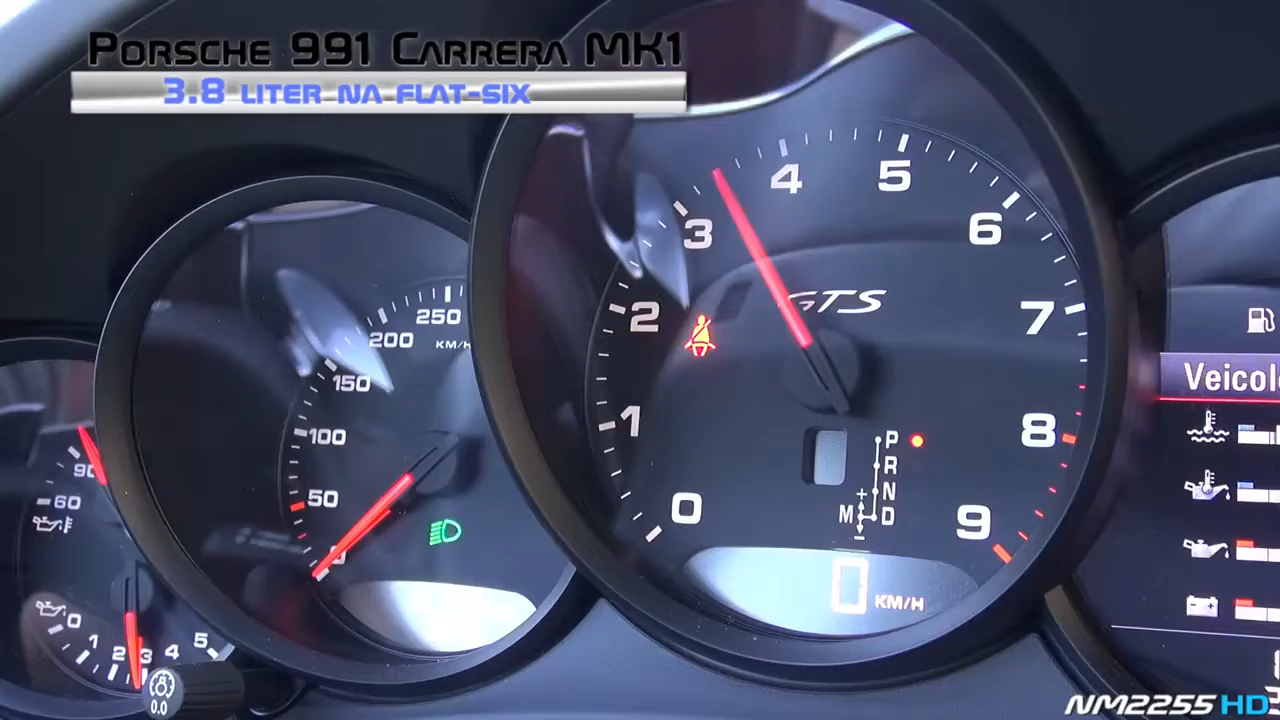 Porsche 991 Carrera MK1
3.8 LITER NA FLAT-SIX
4
5
3
6
GTS
2
7
250
200
KM/H
150
1
8
100
P
R
N
M D
+
-
50
0
9
90
60
0
1
2
3
4
5
0.0
0 KM/H
Veicol
NM2255 HD